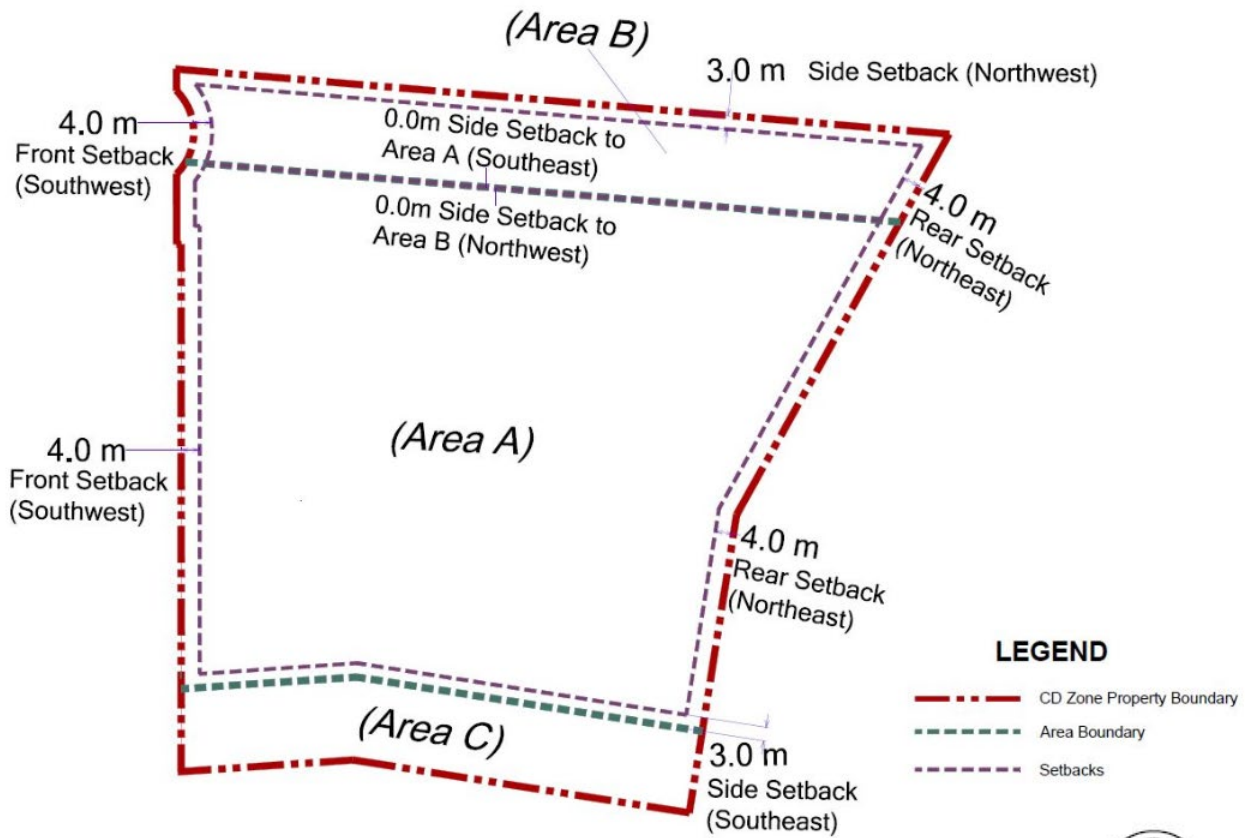 (Area B)
3.0 m Side Setback (Northwest)
4.0 m
Front Setback
(Southwest)
0.0m Side Setback to
Area A (Southeast)
0.0m Side Setback to
Area B (Northwest)
4.0 m
Rear Setback
(Northeast)
(Area A)
4.0 m
Front Setback
(Southwest)
4.0 m
Rear Setback
(Northeast)
(Area C)
3.0 m
Side Setback
(Southeast)
LEGEND
CD Zone Property Boundary
Area Boundary
Setbacks